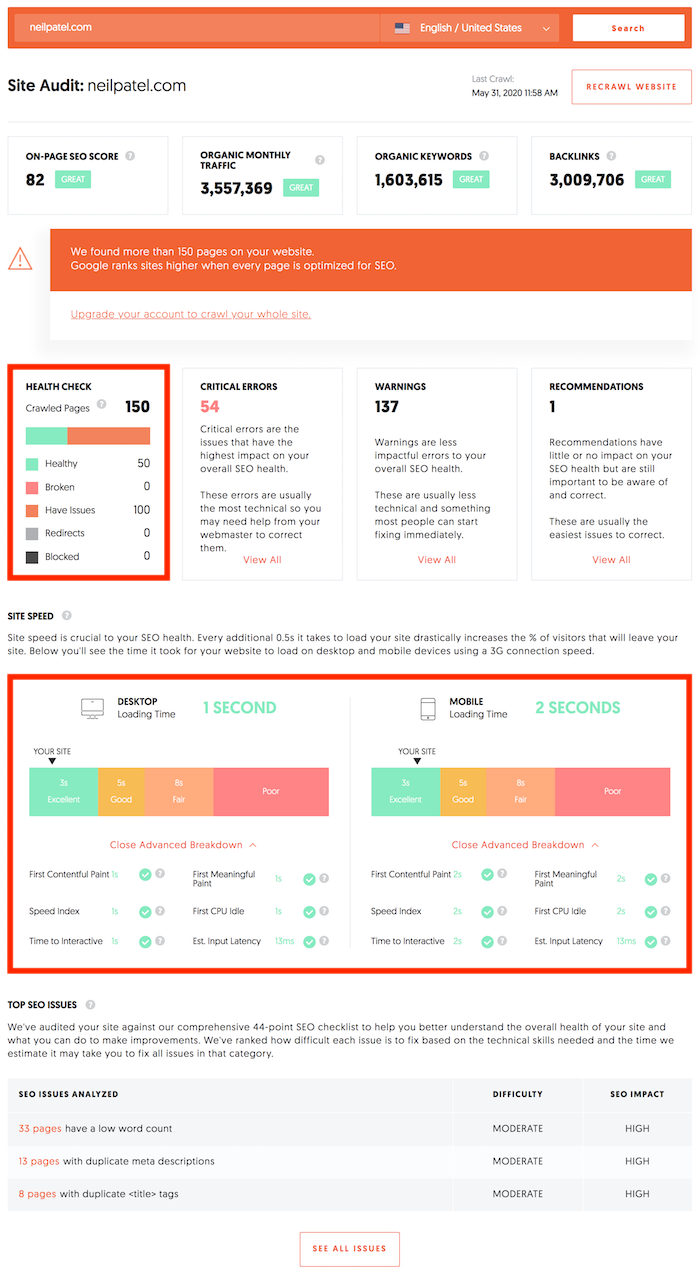 neilpatel.com
English / United States
Search
Site Audit: neilpatel.com
Last Crawl:
May 31, 2020 11:58 AM
RECRAWL WEBSITE
ON-PAGE SEO SCORE ?
82 GREAT
ORGANIC MONTHLY
TRAFFIC ?
3,557,369 GREAT
ORGANIC KEYWORDS ?
1,603,615 GREAT
BACKLINKS ?
3,009,706 GREAT
We found more than 150 pages on your website.
Google ranks sites higher when every page is optimized for SEO.
Upgrade your account to crawl your whole site.
HEALTH CHECK
Crawled Pages ? 150
Healthy 50
Broken 0
Have Issues 100
Redirects 0
Blocked 0
CRITICAL ERRORS
54
Critical errors are the
issues that have the
highest impact on your
overall SEO health.
These errors are usually
the most technical so you
may need help from your
webmaster to correct
them.
View All
WARNINGS
137
Warnings are less
impactful errors to your
overall SEO health.
These are usually less
technical and something
most people can start
fixing immediately.
View All
RECOMMENDATIONS
1
Recommendations have
little or no impact on your
SEO health but are still
important to be aware of
and correct.
These are usually the
easiest issues to correct.
View All
SITE SPEED ?
Site speed is crucial to your SEO health. Every additional 0.5s it takes to load your site drastically increases the % of visitors that will leave your
site. Below you'll see the time it took for your website to load on desktop and mobile devices using a 3G connection speed.
DESKTOP
Loading Time
1 SECOND
YOUR SITE
3s 5s 8s
Excellent Good Fair Poor
Close Advanced Breakdown
First Contentful Paint 1s ?
First Meaningful
Paint 1s ?
Speed Index 1s ?
First CPU Idle 1s ?
Time to Interactive 1s ?
Est. Input Latency 13ms ?
MOBILE
Loading Time
2 SECONDS
YOUR SITE
3s 5s 8s
Excellent Good Fair Poor
Close Advanced Breakdown
First Contentful Paint 2s ?
First Meaningful
Paint 2s ?
Speed Index 2s ?
First CPU Idle 2s ?
Time to Interactive 2s ?
Est. Input Latency 13ms ?
TOP SEO ISSUES ?
We've audited your site against our comprehensive 44-point SEO checklist to help you better understand the overall health of your site and
what you can do to make improvements. We've ranked how difficult each issue is to fix based on the technical skills needed and the time we
estimate it may take you to fix all issues in that category.
SEO ISSUES ANALYZED DIFFICULTY SEO IMPACT
33 pages have a low word count MODERATE HIGH
13 pages with duplicate meta descriptions MODERATE HIGH
8 pages with duplicate <title> tags MODERATE HIGH
SEE ALL ISSUES